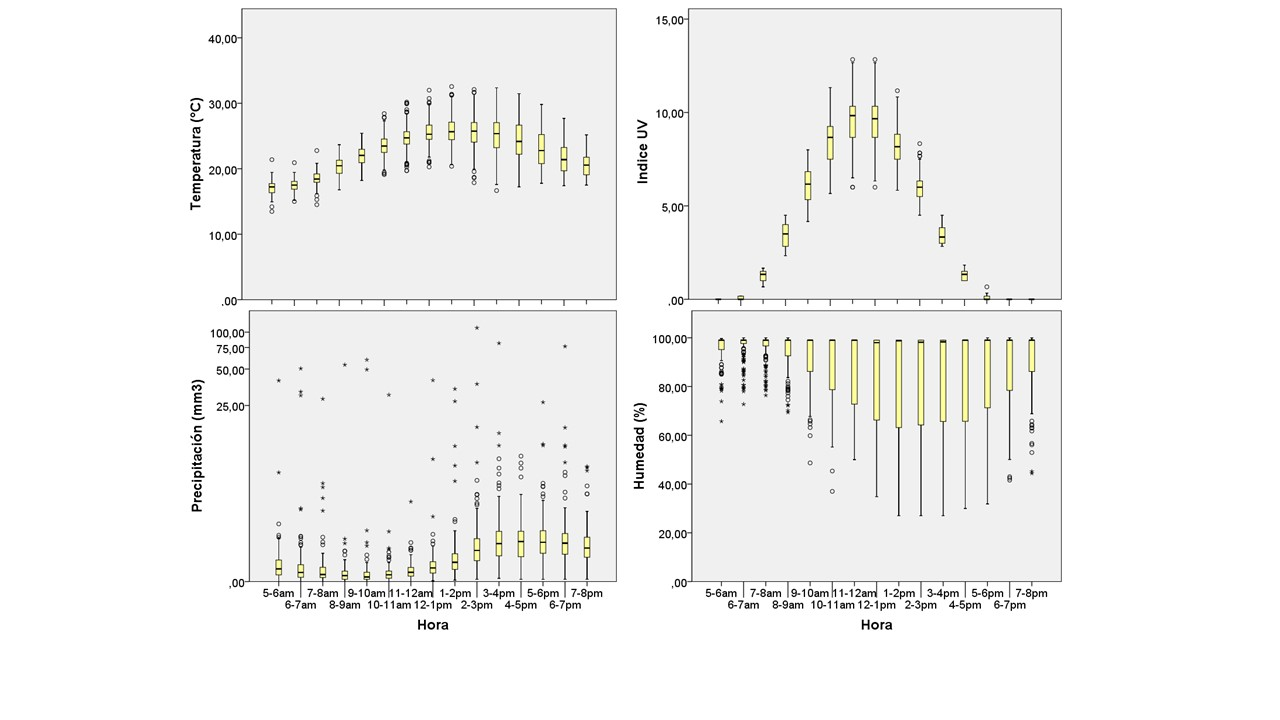 Temperatura (°C)
40,00
30,00
20,00
10,00
,00
Indice UV
15,00
10,00
5,00
,00
Precipitación (mm3)
100,00
75,00
50,00
25,00
,00
5-6am 7-8am 9-10am 11-12am 1-2pm 3-4pm 5-6pm 7-8pm
6-7am 8-9am 10-11am 12-1pm 2-3pm 4-5pm 6-7pm
Hora
Humedad (%)
100,00
80,00
60,00
40,00
20,00
,00
5-6am 7-8am 9-10am 11-12am 1-2pm 3-4pm 5-6pm 7-8pm
6-7am 8-9am 10-11am 12-1pm 2-3pm 4-5pm 6-7pm
Hora